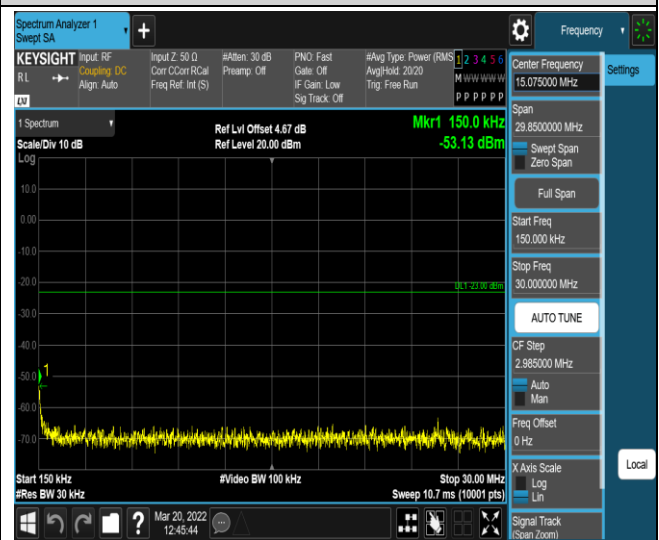 Spectrum Analyzer 1
Swept SA
+
Frequency
KEYSIGHT
RL
LXI
Input: RF
Coupling: DC
Align: Auto
Input Z: 50 Ω
Corr CCorr RCal
Freq Ref: Int (S)
#Atten: 30 dB
Preamp: Off
PNO: Fast
Gate: Off
IF Gain: Low
Sig Track: Off
#Avg Type: Power (RMS
Avg|Hold: 20/20
Trig: Free Run
1 2 3 4 5 6
M W W W W W
P P P P P P
1 Spectrum
Scale/Div 10 dB
Ref Lvl Offset 4.67 dB
Ref Level 20.00 dBm
Mkr1 150.0 kHz
-53.13 dBm
Log
10.0
0.00
-10.0
-20.0
DL1 -23.00 dBm
-30.0
-40.0
-50.0
1
-60.0
-70.0
Start 150 kHz
#Res BW 30 kHz
#Video BW 100 kHz
Stop 30.00 MHz
Sweep 10.7 ms (10001 pts)
?
Mar 20, 2022
12:45:44
Center Frequency
15.075000 MHz
Span
29.8500000 MHz
Swept Span
Zero Span
Full Span
Start Freq
150.000 kHz
Stop Freq
30.000000 MHz
AUTO TUNE
CF Step
2.985000 MHz
Auto
Man
Freq Offset
0 Hz
X Axis Scale
Log
Lin
Signal Track
(Span Zoom)
Settings
Local